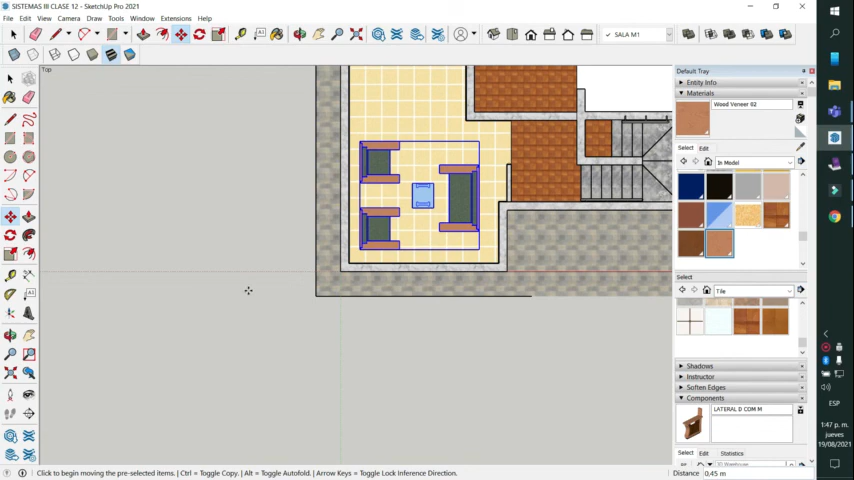 SISTEMAS III CLASE 12 - SketchUp Pro 2021
File Edit View Camera Draw Tools Window Extensions Help
SALA M1
Top
Default Tray
Entity Info
Materials
Wood Veneer 02
Select Edit
In Model
Select
Tile
Shadows
Instructor
Soften Edges
Components
LATERAL D COM M
Select Edit Statistics
Click to begin moving the pre-selected items. | Ctrl = Toggle Copy. | Alt = Toggle Autofold. | Arrow Keys = Toggle Lock Inference Direction.
Distance 0,45 m
ESP
1:47 p. m.
jueves
19/08/2021